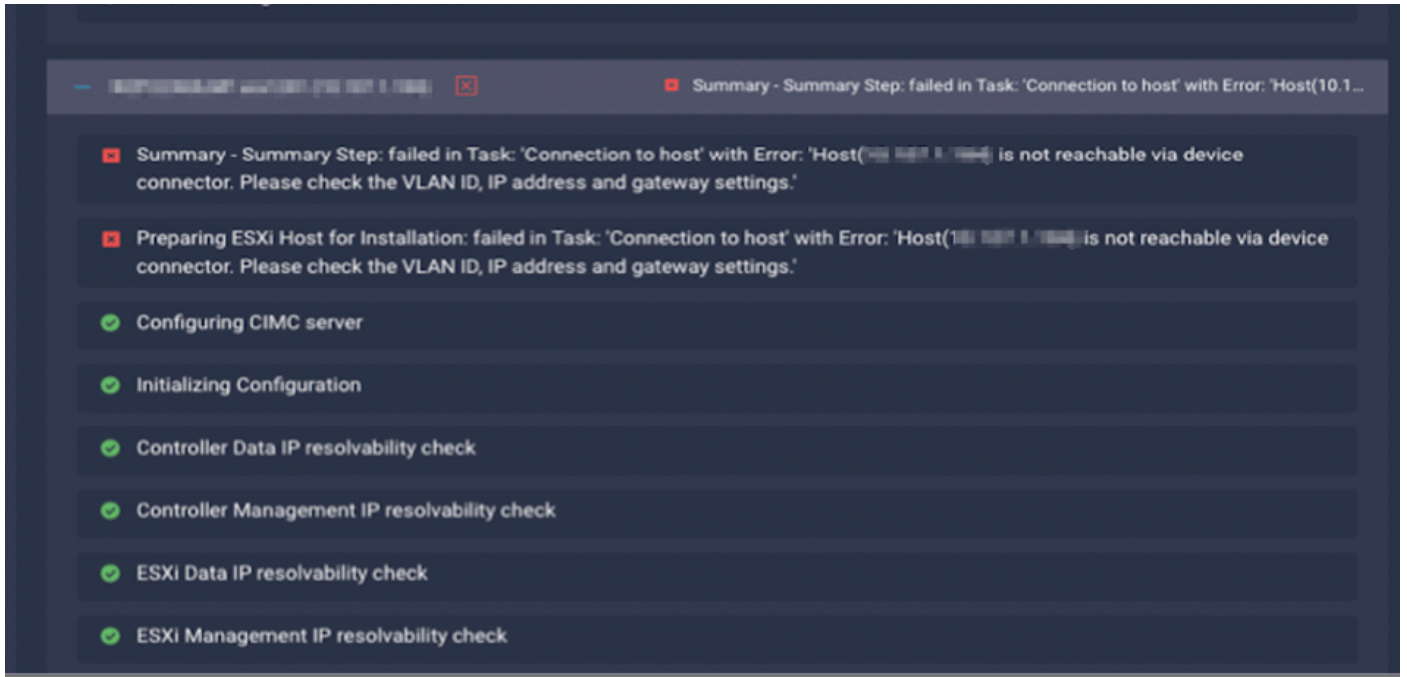 Summary - Summary Step: failed in Task: 'Connection to host' with Error: 'Host(10.1...
Summary - Summary Step: failed in Task: 'Connection to host' with Error: 'Host( is not reachable via device
connector. Please check the VLAN ID, IP address and gateway settings.'
Preparing ESXi Host for Installation: failed in Task: 'Connection to host' with Error: 'Host(1 is not reachable via device
connector. Please check the VLAN ID, IP address and gateway settings.'
Configuring CIMC server
Initializing Configuration
Controller Data IP resolvability check
Controller Management IP resolvability check
ESXi Data IP resolvability check
ESXi Management IP resolvability check